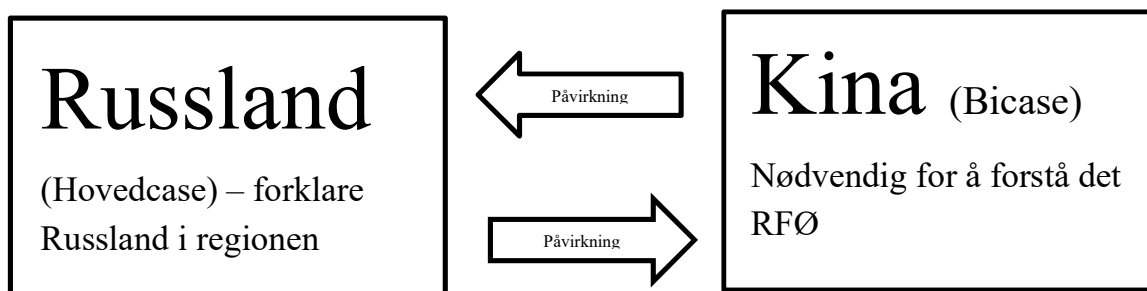 Russland
(Hovedcase) – forklare
Russland i regionen
Påvirkning
Påvirkning
Kina (Bicase)
Nødvendig for å forstå det
RFØ